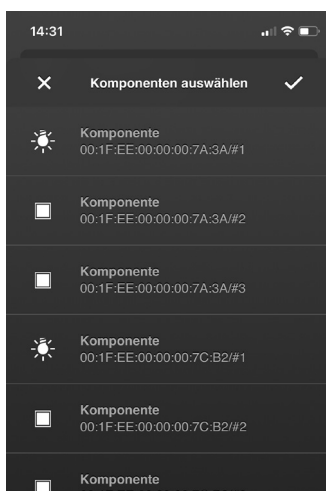 14:31
Komponenten auswählen
Komponente
00:1F:EE:00:00:00:7A:3A/#1
Komponente
00:1F:EE:00:00:00:7A:3A/#2
Komponente
00:1F:EE:00:00:00:7A:3A/#3
Komponente
00:1F:EE:00:00:00:7C:B2/#1
Komponente
00:1F:EE:00:00:00:7C:B2/#2
Komponente